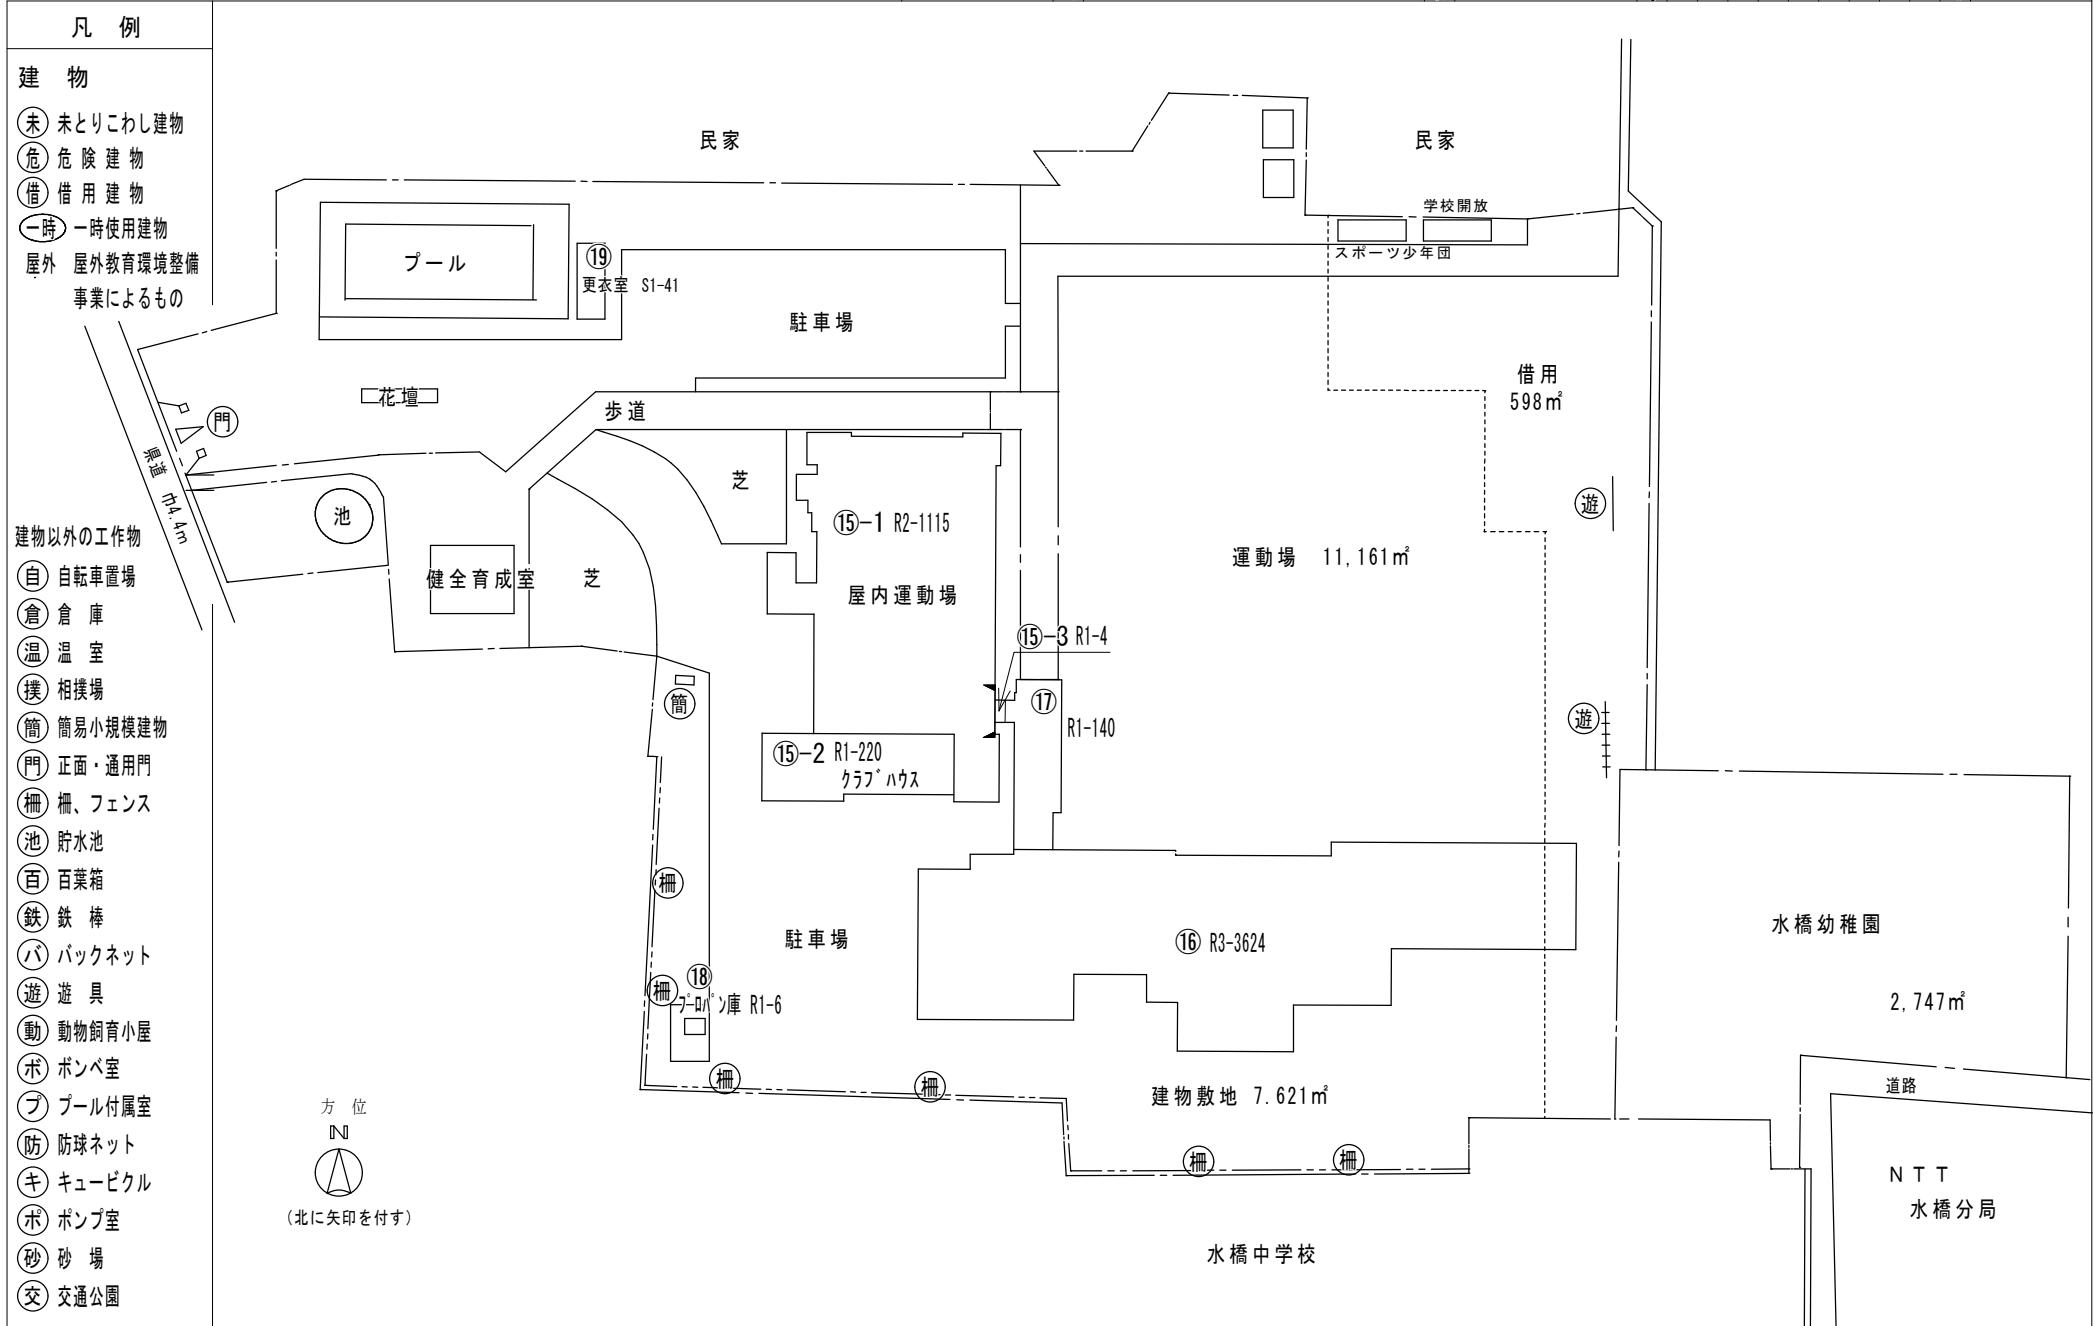 凡 例
建 物
未 未とりこわし建物
危 危険建物
借 借用建物
一時 一時使用建物
屋外 屋外教育環境整備
事業によるもの
建物以外の工作物
自 自転車置場
倉 倉 庫
温 温 室
撲 相撲場
簡 簡易小規模建物
門 正面・通用門
柵 柵、フェンス
池 貯水池
百 百葉箱
鉄 鉄 棒
バ バックネット
遊 遊 具
動 動物飼育小屋
ボ ボンベ室
プ プール付属室
防 防球ネット
キ キュービクル
ポ ポンプ室
砂 砂 場
交 交通公園
民家
民家
学校開放
スポーツ少年団
プール
⑲
更衣室 S1-41
駐車場
借用
598㎡
花壇
歩道
門
県道 巾4.4m
池
芝
⑮-1 R2-1115
屋内運動場
遊
運動場 11,161㎡
健全育成室
芝
⑮-3 R1-4
簡
⑰
R1-140
遊
⑮-2 R1-220
クラブハウス
柵
駐車場
⑯ R3-3624
水橋幼稚園
2,747㎡
柵
⑱
プロパン庫 R1-6
柵
柵
建物敷地 7.621㎡
道路
柵
柵
方 位
N
(北に矢印を付す)
NTT
水橋分局
水橋中学校